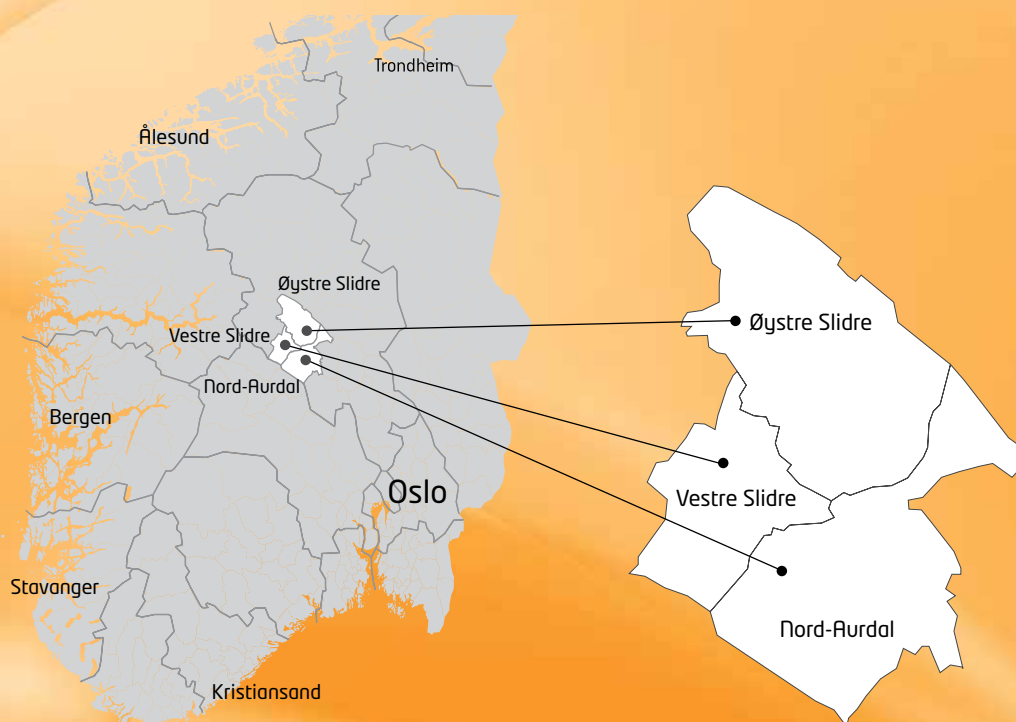 Trondheim
Ålesund
Øystre Slidre
Vestre Slidre
Nord-Aurdal
Bergen
Oslo
Stavanger
Kristiansand
Øystre Slidre
Vestre Slidre
Nord-Aurdal